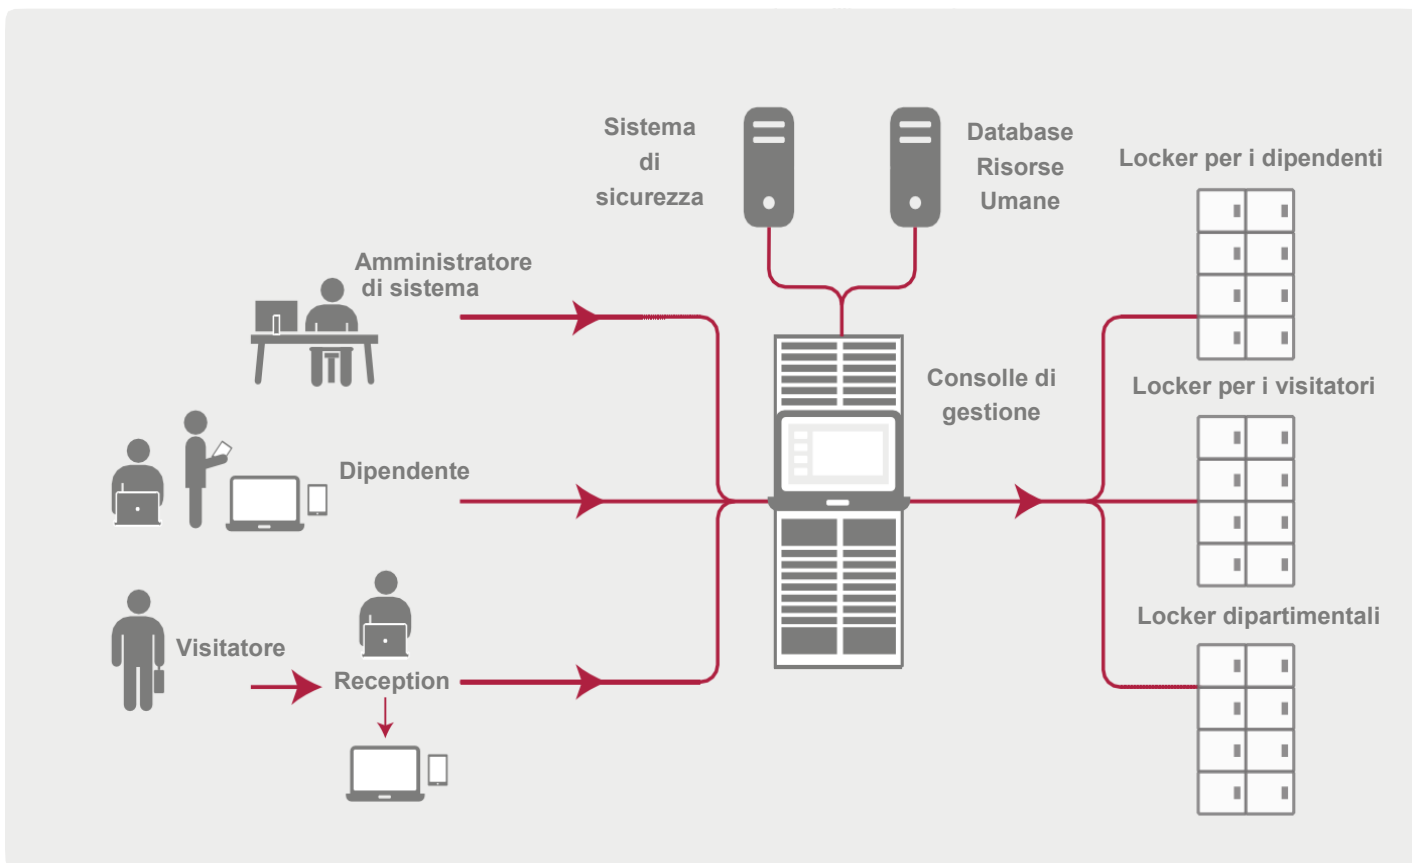 Sistema
di
sicurezza
Database
Risorse
Umane
Locker per i dipendenti
Amministratore
di sistema
Consolle di
gestione
Locker per i visitatori
Dipendente
Locker dipartimentali
Visitatore
Reception